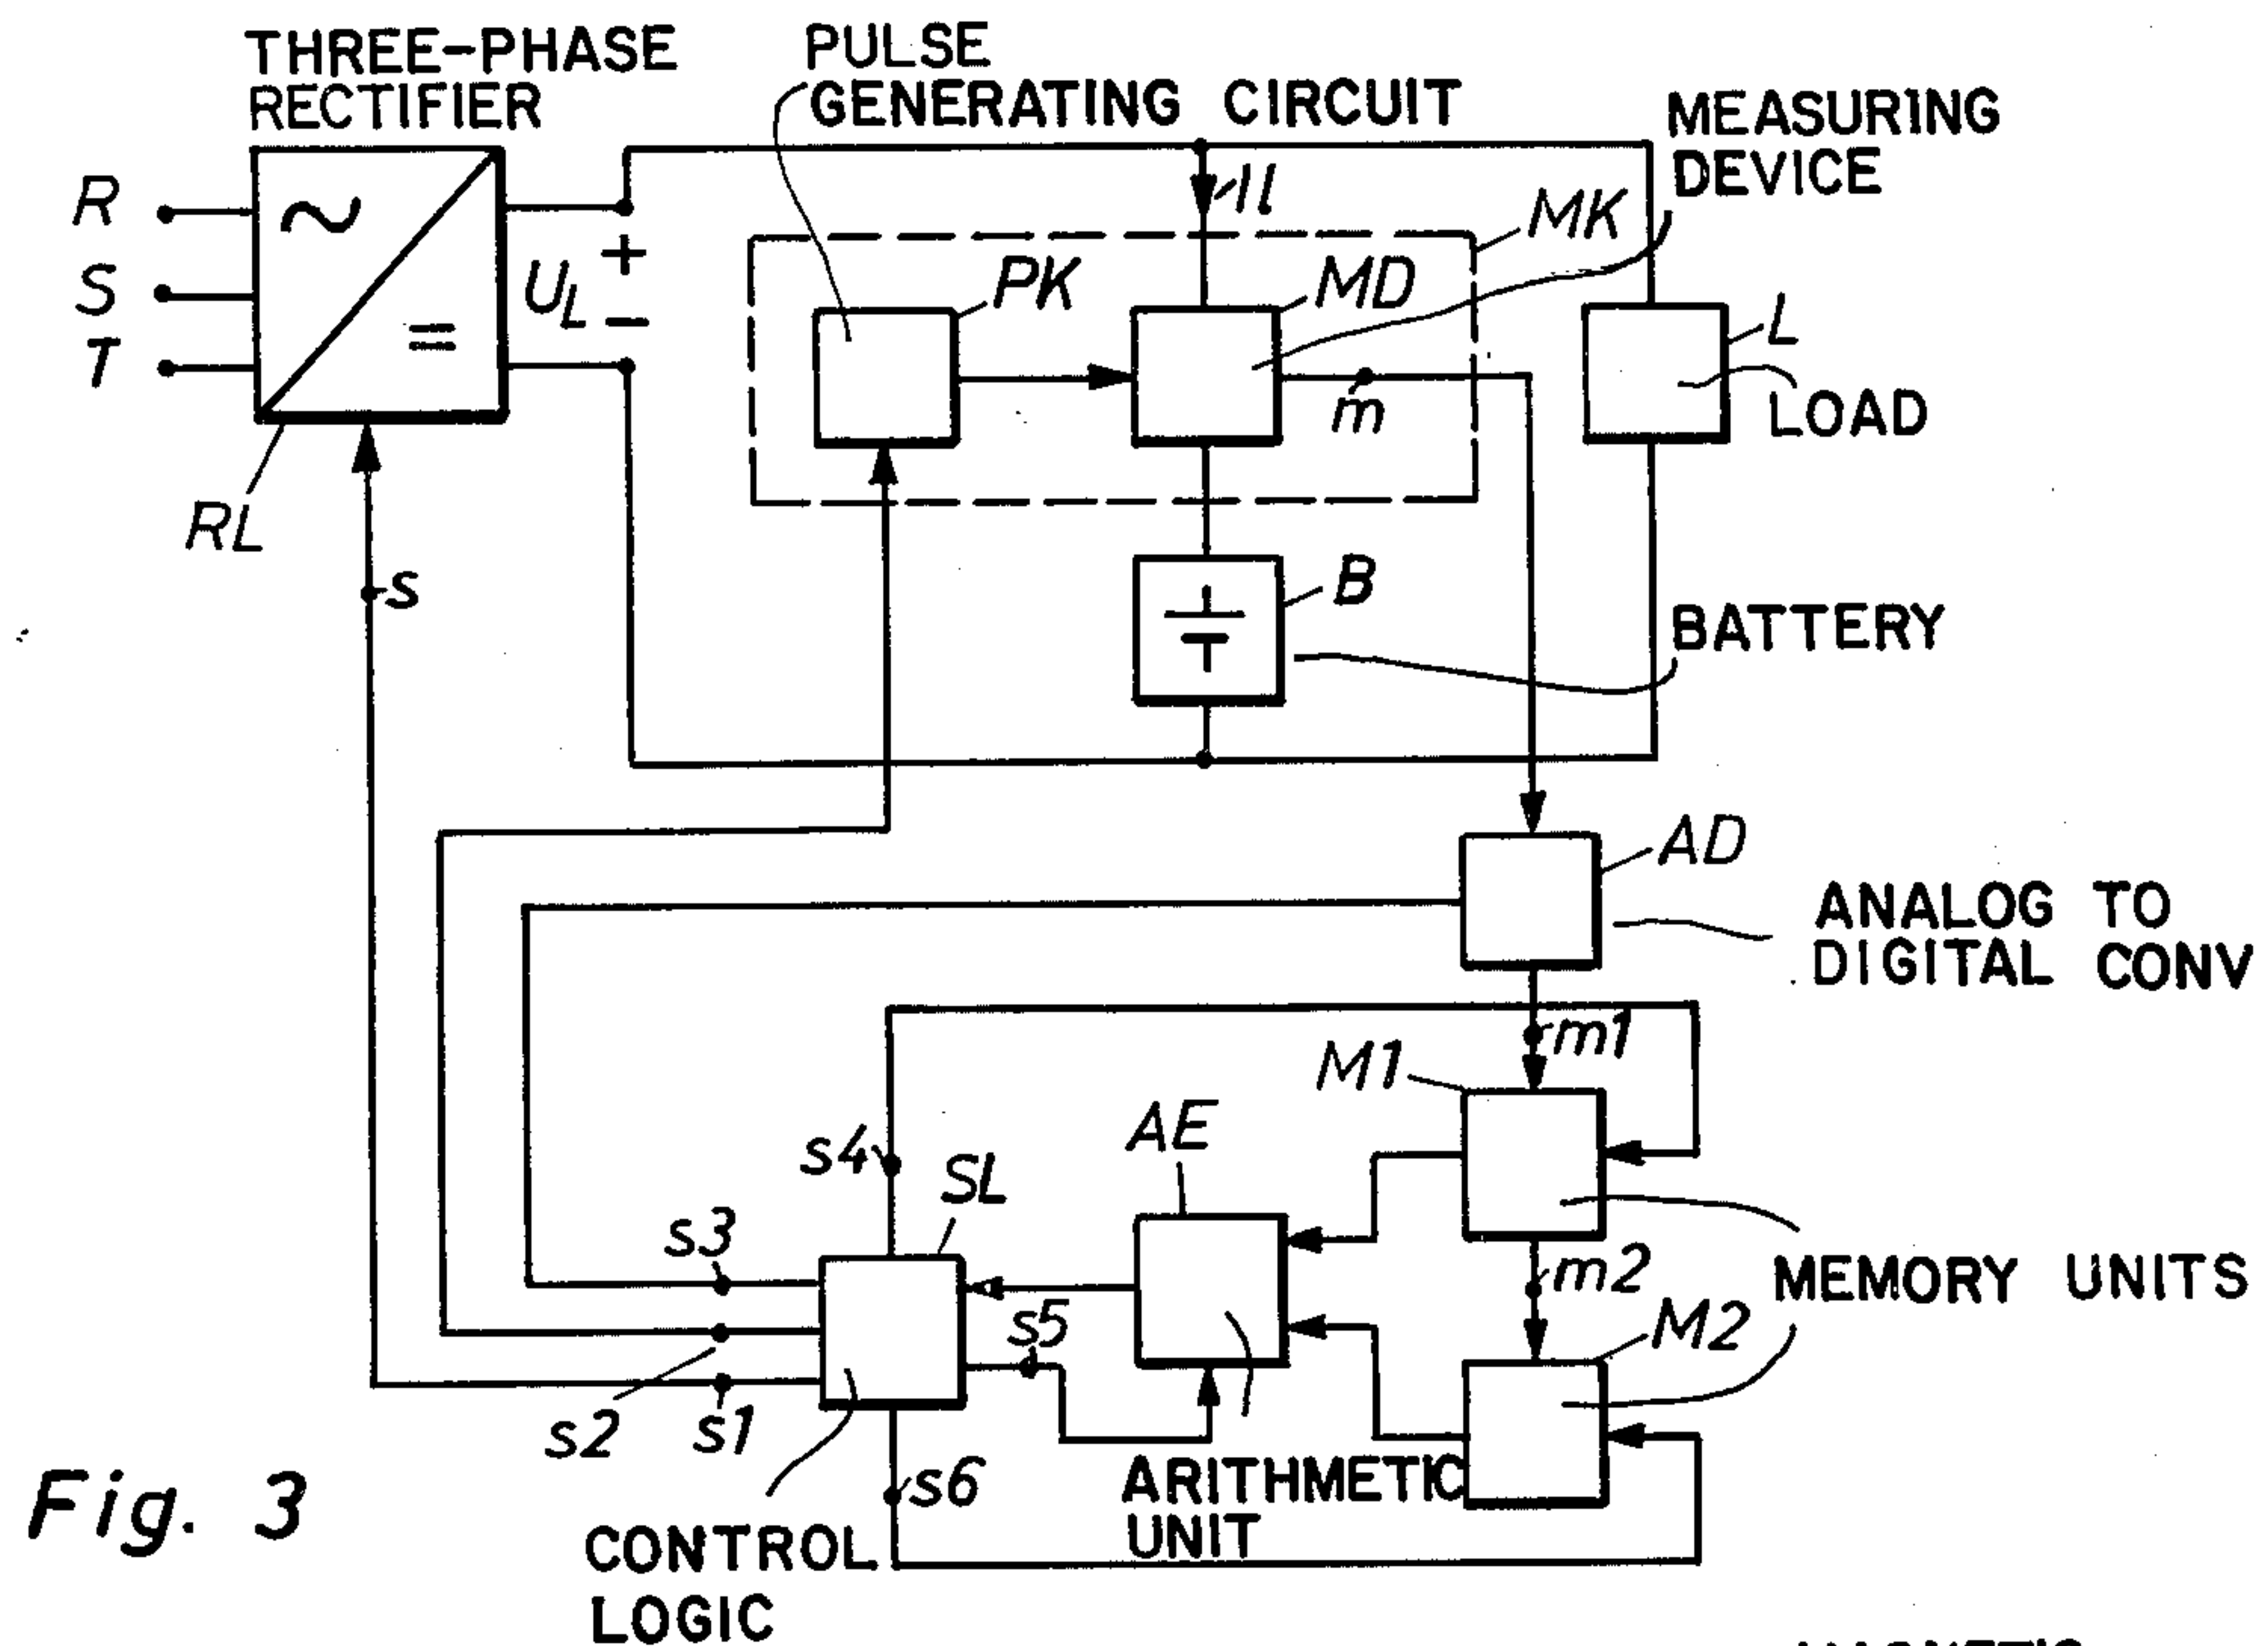 THREE-PHASE
RECTIFIER
PULSE
GENERATING CIRCUIT
MEASURING
DEVICE
R
S
T
~
=
U_L
+
−
Il
MK
PK
MD
L
LOAD
m
RL
s
B
BATTERY
AD
ANALOG TO
DIGITAL CONV
m1
M1
AE
s4
SL
s3
m2
MEMORY UNITS
s5
M2
s2
s1
s6
ARITHMETIC
UNIT
CONTROL
LOGIC
Fig. 3